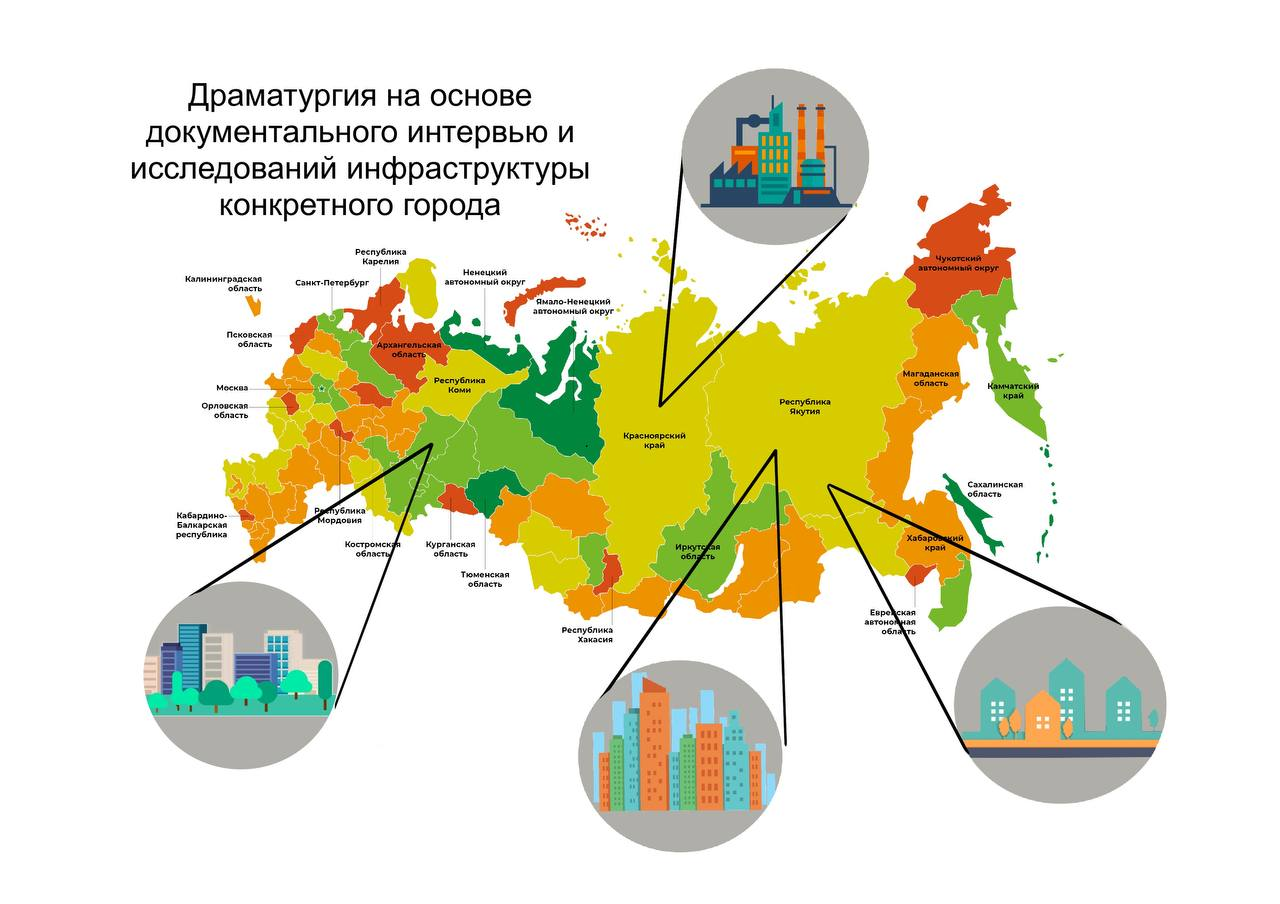 Драматургия на основе
документального интервью и
исследований инфраструктуры
конкретного города
Республика
Карелия
Калининградская
область
Санкт-Петербург
Ненецкий
автономный округ
Ямало-Ненецкий
автономный округ
Чукотский
автономный округ
Псковская
область
Архангельская
область
Республика
Коми
Москва
Орловская
область
Магаданская
область
Камчатский
край
Республика
Якутия
Красноярский
край
Сахалинская
область
Кабардино-
Балкарская
республика
Республика
Мордовия
Костромская
область
Курганская
область
Тюменская
область
Иркутская
область
Хабаровский
край
Еврейская
автономная
область
Республика
Хакасия